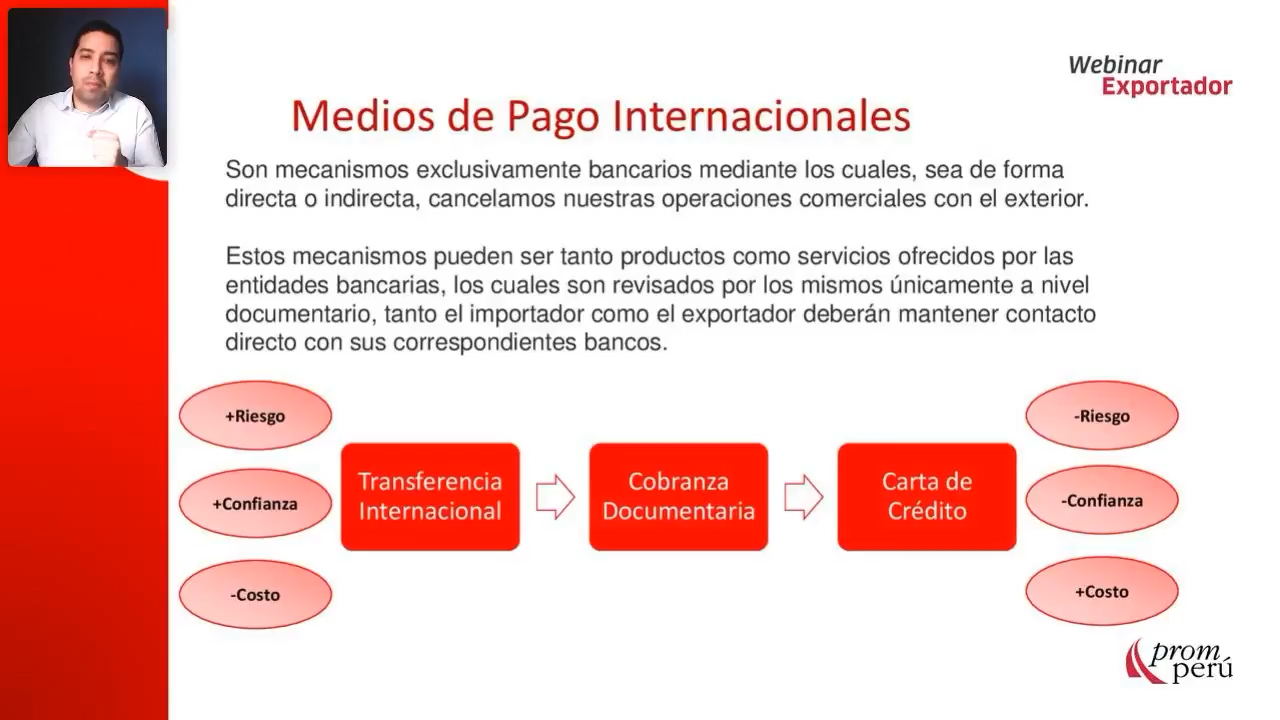 Webinar
Exportador
Medios de Pago Internacionales
Son mecanismos exclusivamente bancarios mediante los cuales, sea de forma
directa o indirecta, cancelamos nuestras operaciones comerciales con el exterior.
Estos mecanismos pueden ser tanto productos como servicios ofrecidos por las
entidades bancarias, los cuales son revisados por los mismos únicamente a nivel
documentario, tanto el importador como el exportador deberán mantener contacto
directo con sus correspondientes bancos.
+Riesgo
+Confianza
-Costo
Transferencia
Internacional
Cobranza
Documentaria
Carta de
Crédito
-Riesgo
-Confianza
+Costo
prom
perú